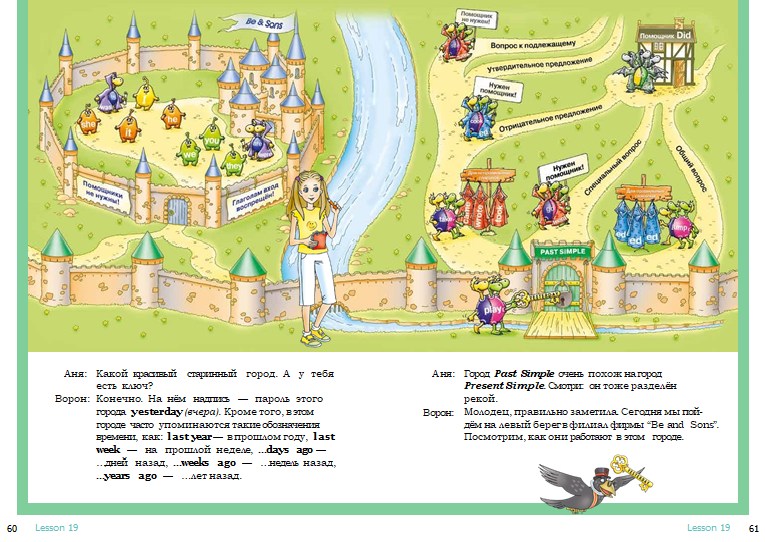 Be & Sons
she
it
he
we
you
they
Помощники
не нужны!
Глаголам ВХОД
воспрещён!
Помощник
не нужен!
Вопрос к подлежащему
Утвердительное предложение
Помощник Did
Нужен
помощник!
Отрицательное предложение
Нужен
помощник!
Специальный вопрос
Общий вопрос
take
wrote
ed
ed
ed
jump
PAST SIMPLE
play
Аня: Какой красивый старинный город. А у тебя
есть ключ?
Ворон: Конечно. На нём надпись — пароль этого
города yesterday (вчера). Кроме того, в этом
городе часто упоминаются такие обозначения
времени, как: last year — в прошлом году, last
week — на прошлой неделе, ...days ago —
...дней назад, ...weeks ago — ...недель назад,
...years ago — ...лет назад.
Аня: Город Past Simple очень похож на город
Present Simple. Смотри: он тоже разделён
рекой.
Ворон: Молодец, правильно заметила. Сегодня мы пой-
дём на левый берег в филиал фирмы “Be and Sons”.
Посмотрим, как они работают в этом городе.
60 Lesson 19
Lesson 19 61